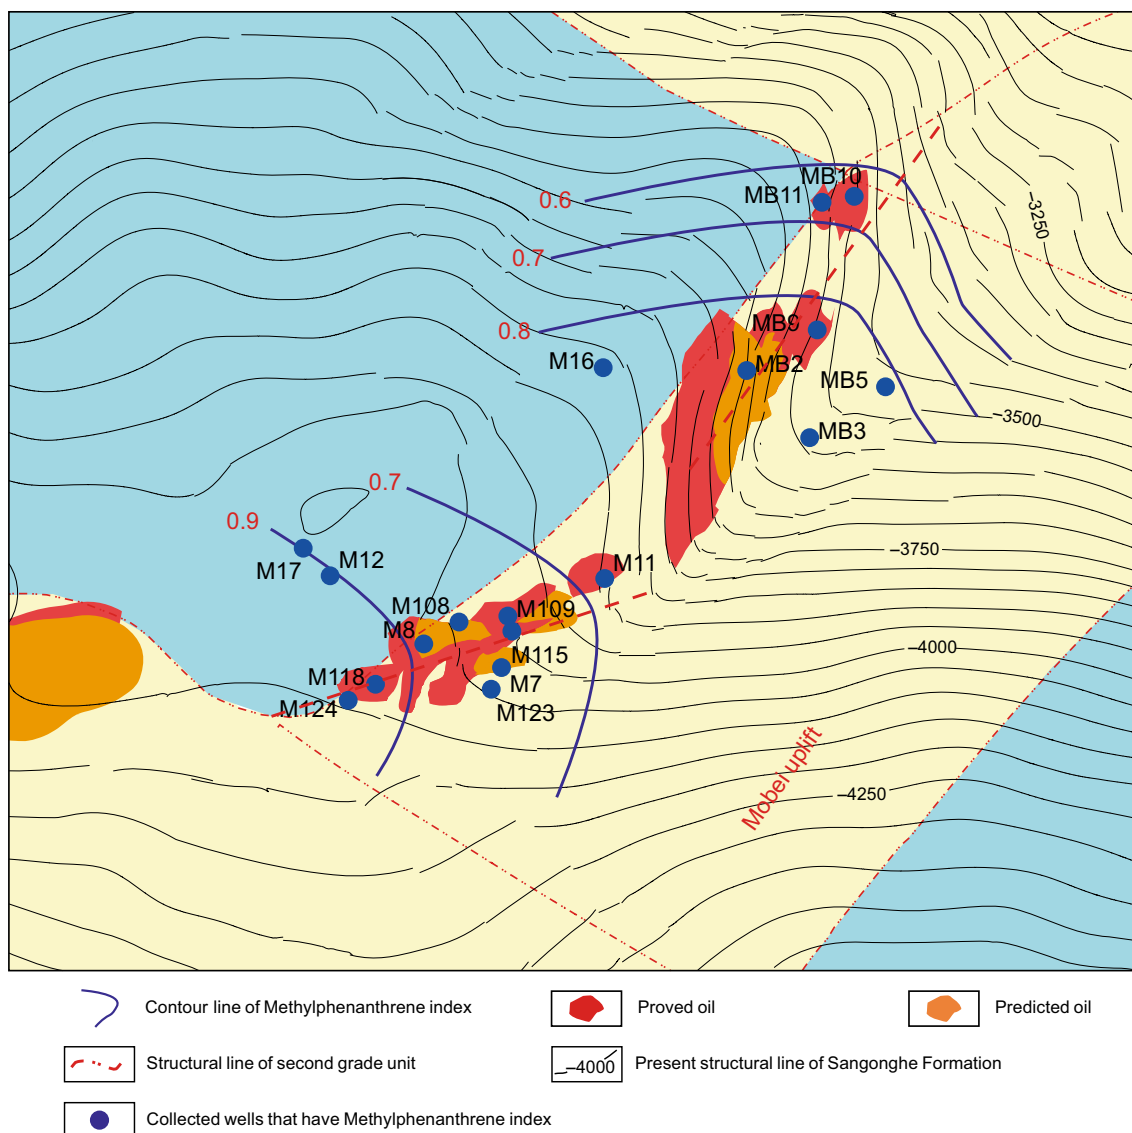 MB10
MB11
0.6
−3250
0.7
0.8
MB9
M16
MB2
MB5
−3500
MB3
0.7
0.9
−3750
M17
M12
M11
M108
M109
M8
−4000
M115
M118
M7
M124
M123
Mobei uplift
−4250
Contour line of Methylphenanthrene index
Proved oil
Predicted oil
Structural line of second grade unit
−4000
Present structural line of Sangonghe Formation
Collected wells that have Methylphenanthrene index